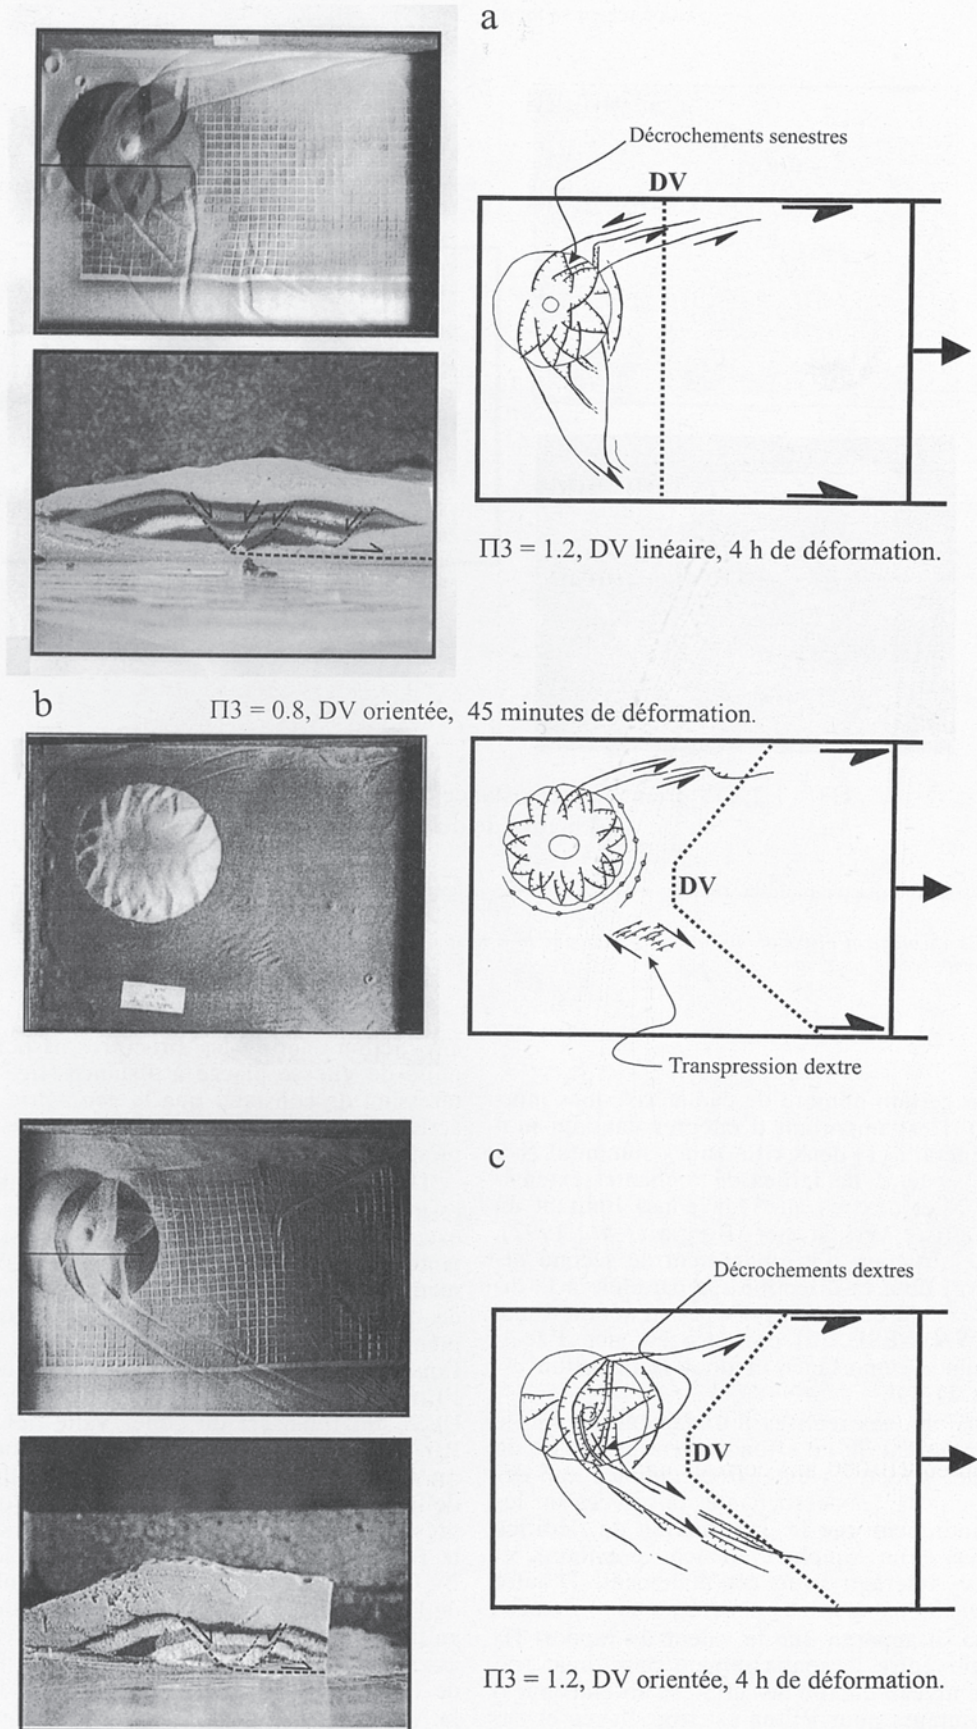 a
Décrochements senestres
DV
Π3 = 1.2, DV linéaire, 4 h de déformation.
b
Π3 = 0.8, DV orientée, 45 minutes de déformation.
DV
Transpression dextre
c
Décrochements dextres
DV
Π3 = 1.2, DV orientée, 4 h de déformation.